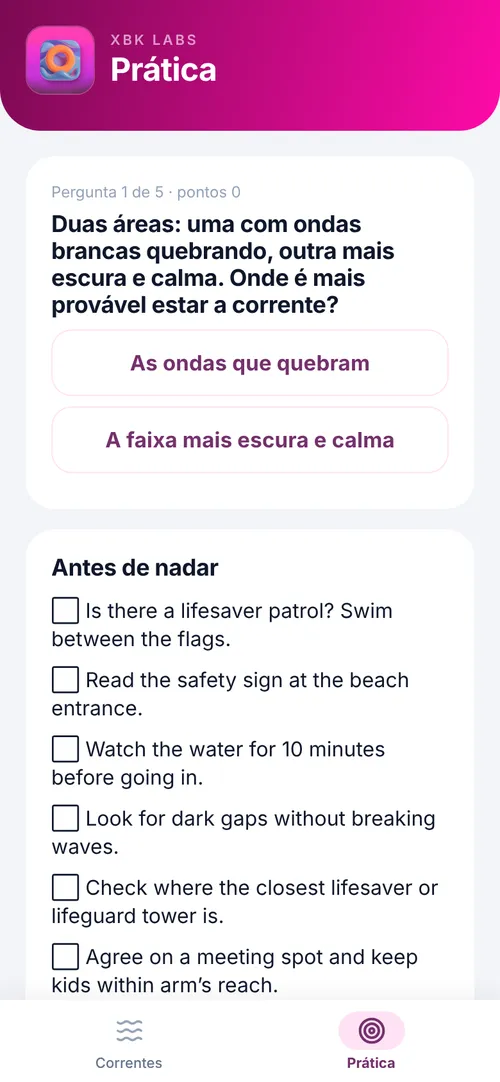 XBK LABS
Prática
Pergunta 1 de 5 · pontos 0
Duas áreas: uma com ondas
brancas quebrando, outra mais
escura e calma. Onde é mais
provável estar a corrente?
As ondas que quebram
A faixa mais escura e calma
Antes de nadar
Is there a lifesaver patrol? Swim
between the flags.
Read the safety sign at the beach
entrance.
Watch the water for 10 minutes
before going in.
Look for dark gaps without breaking
waves.
Check where the closest lifesaver or
lifeguard tower is.
Agree on a meeting spot and keep
kids within arm’s reach.
Correntes
Prática